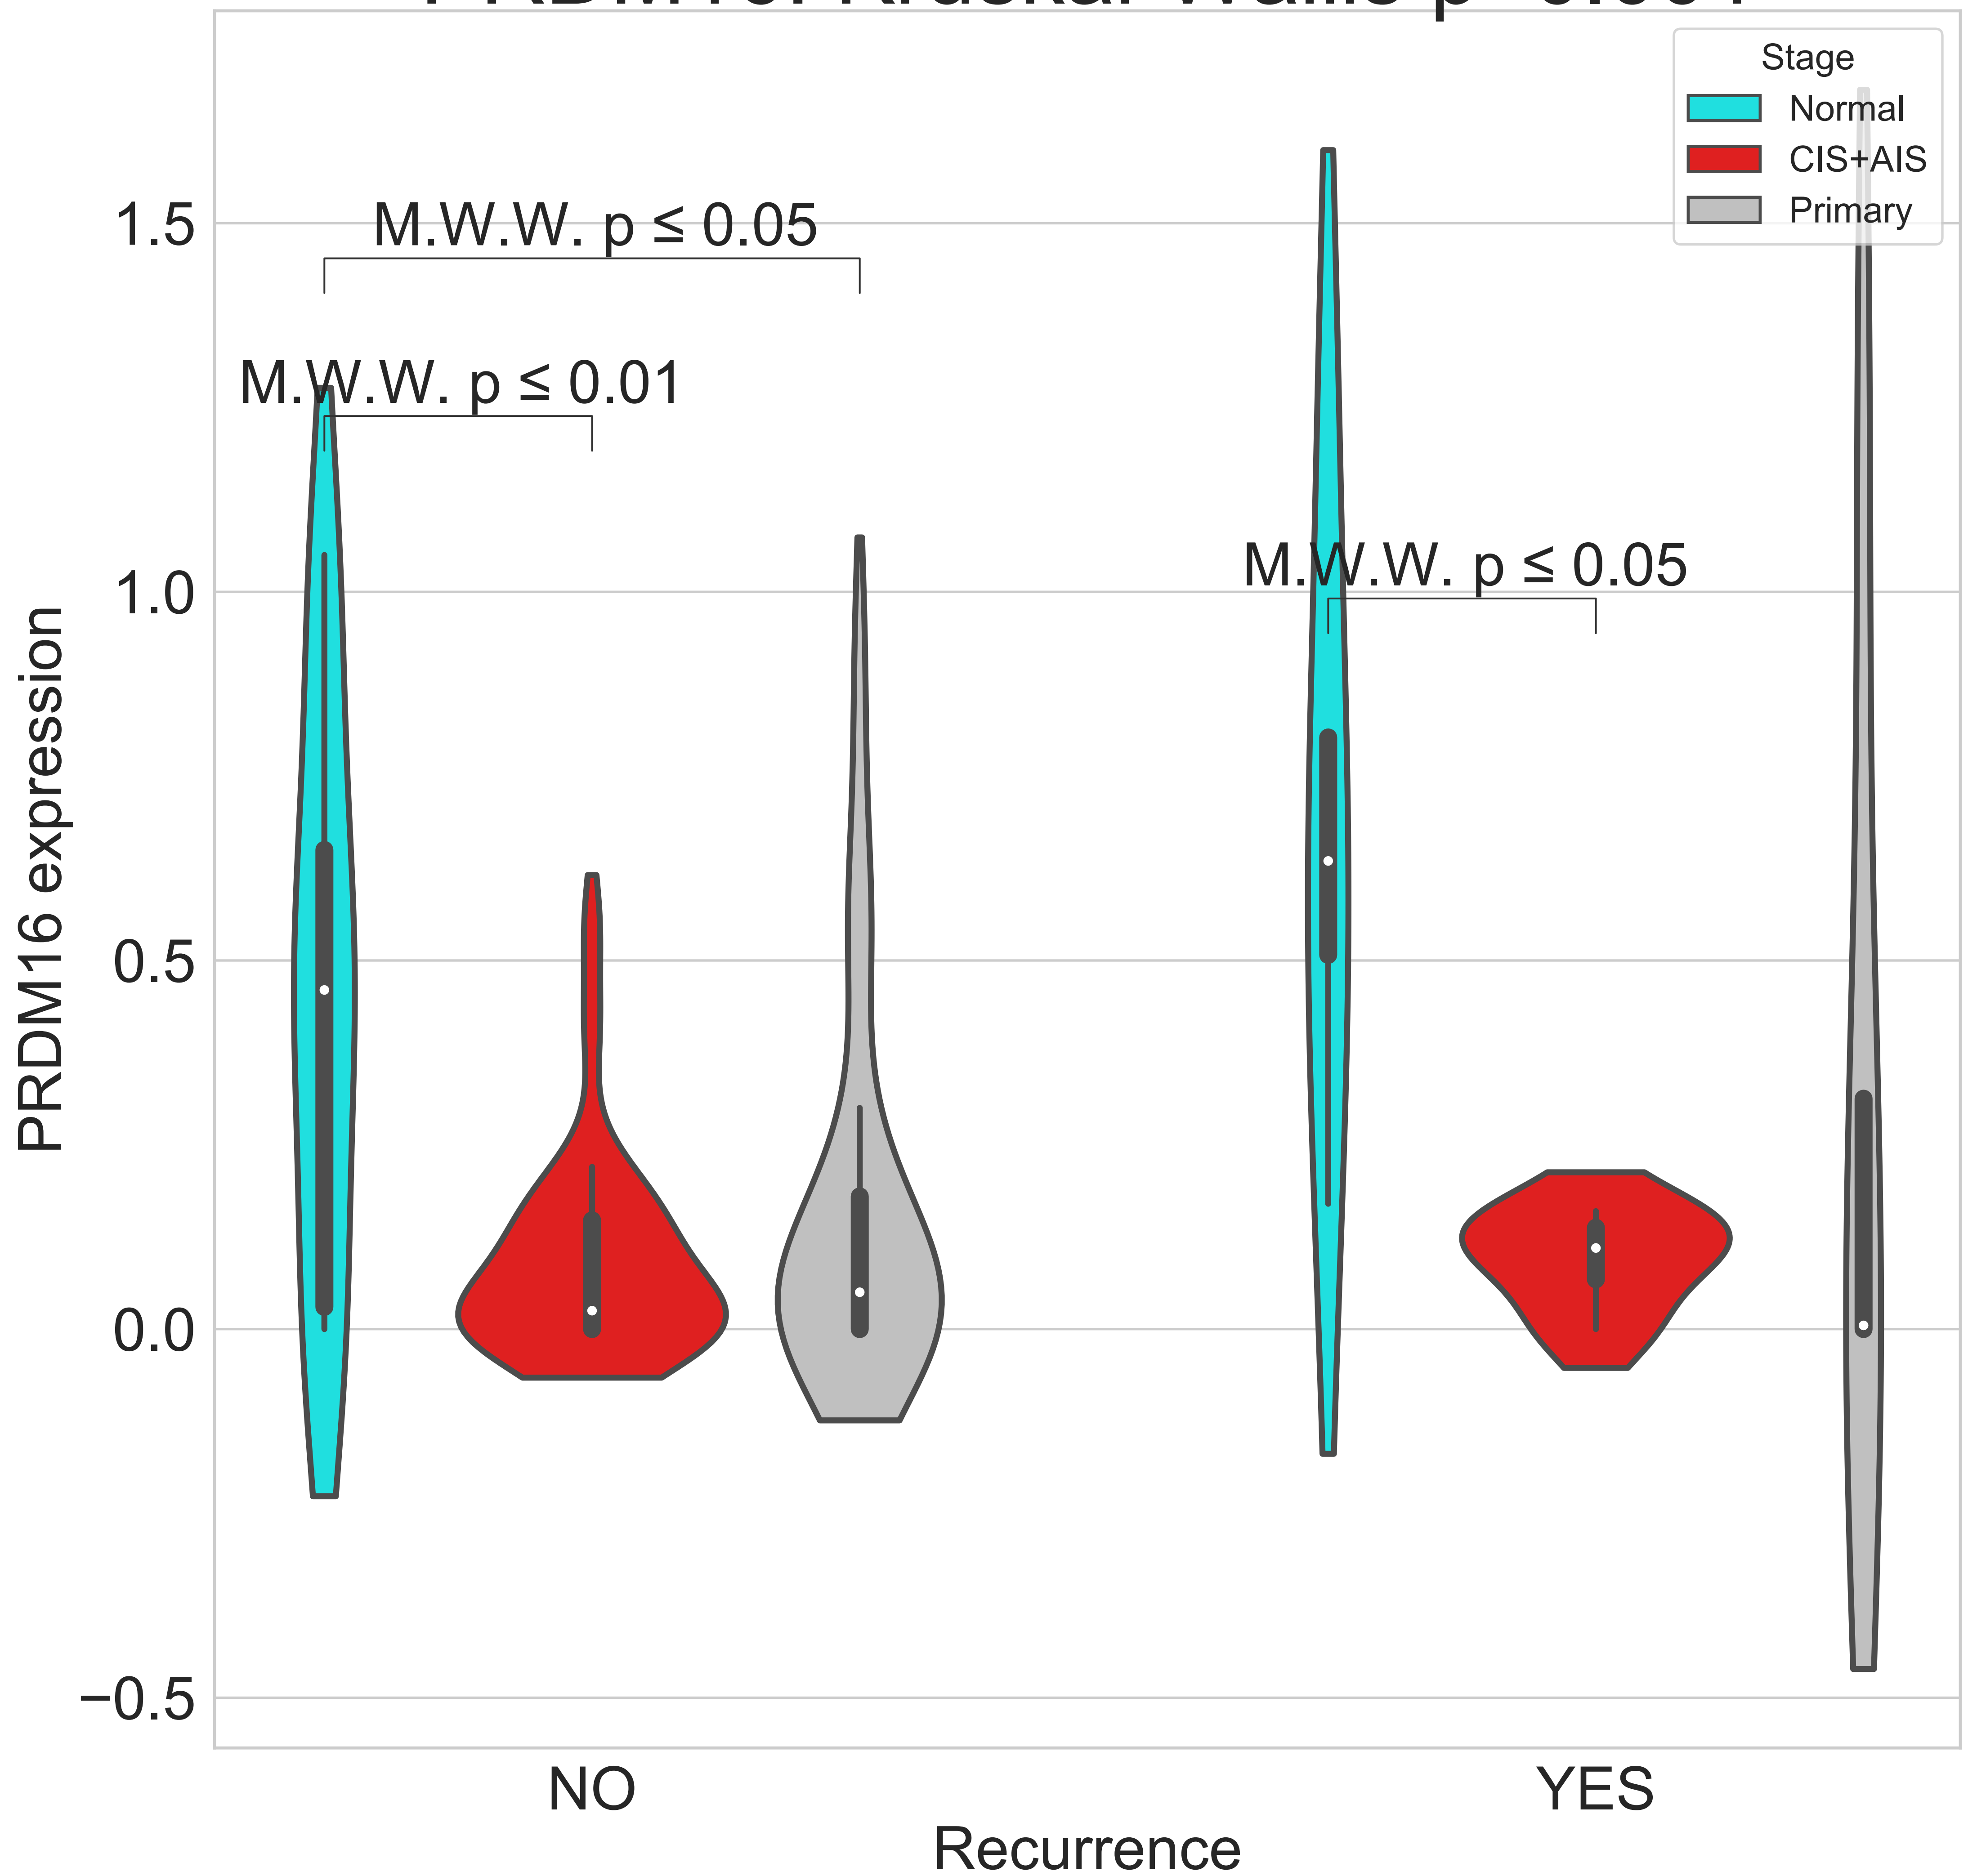 Stage
Normal
CIS+AIS
Primary
M.W.W. p ≤ 0.05
M.W.W. p ≤ 0.01
M.W.W. p ≤ 0.05
1.5
1.0
0.5
0.0
−0.5
PRDM16 expression
NO
YES
Recurrence